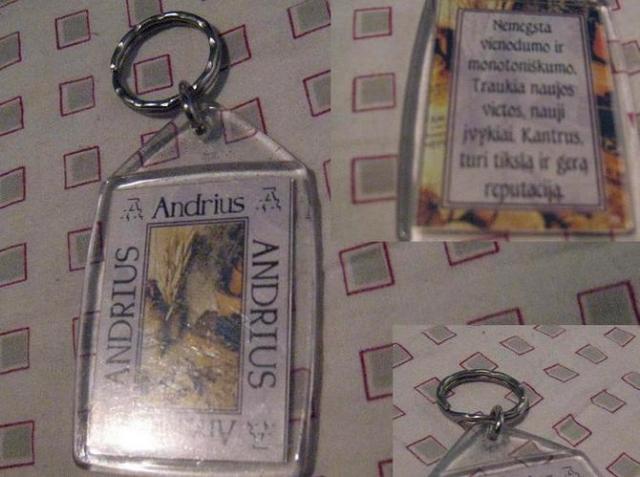 Andrius
ANDRIUS
ANDRIUS
Nemėgsta
vienodumo ir
monotoniškumo.
Traukia naujos
vietos, nauji
įvykiai. Kantrus,
turi tikslą ir gerą
reputaciją.